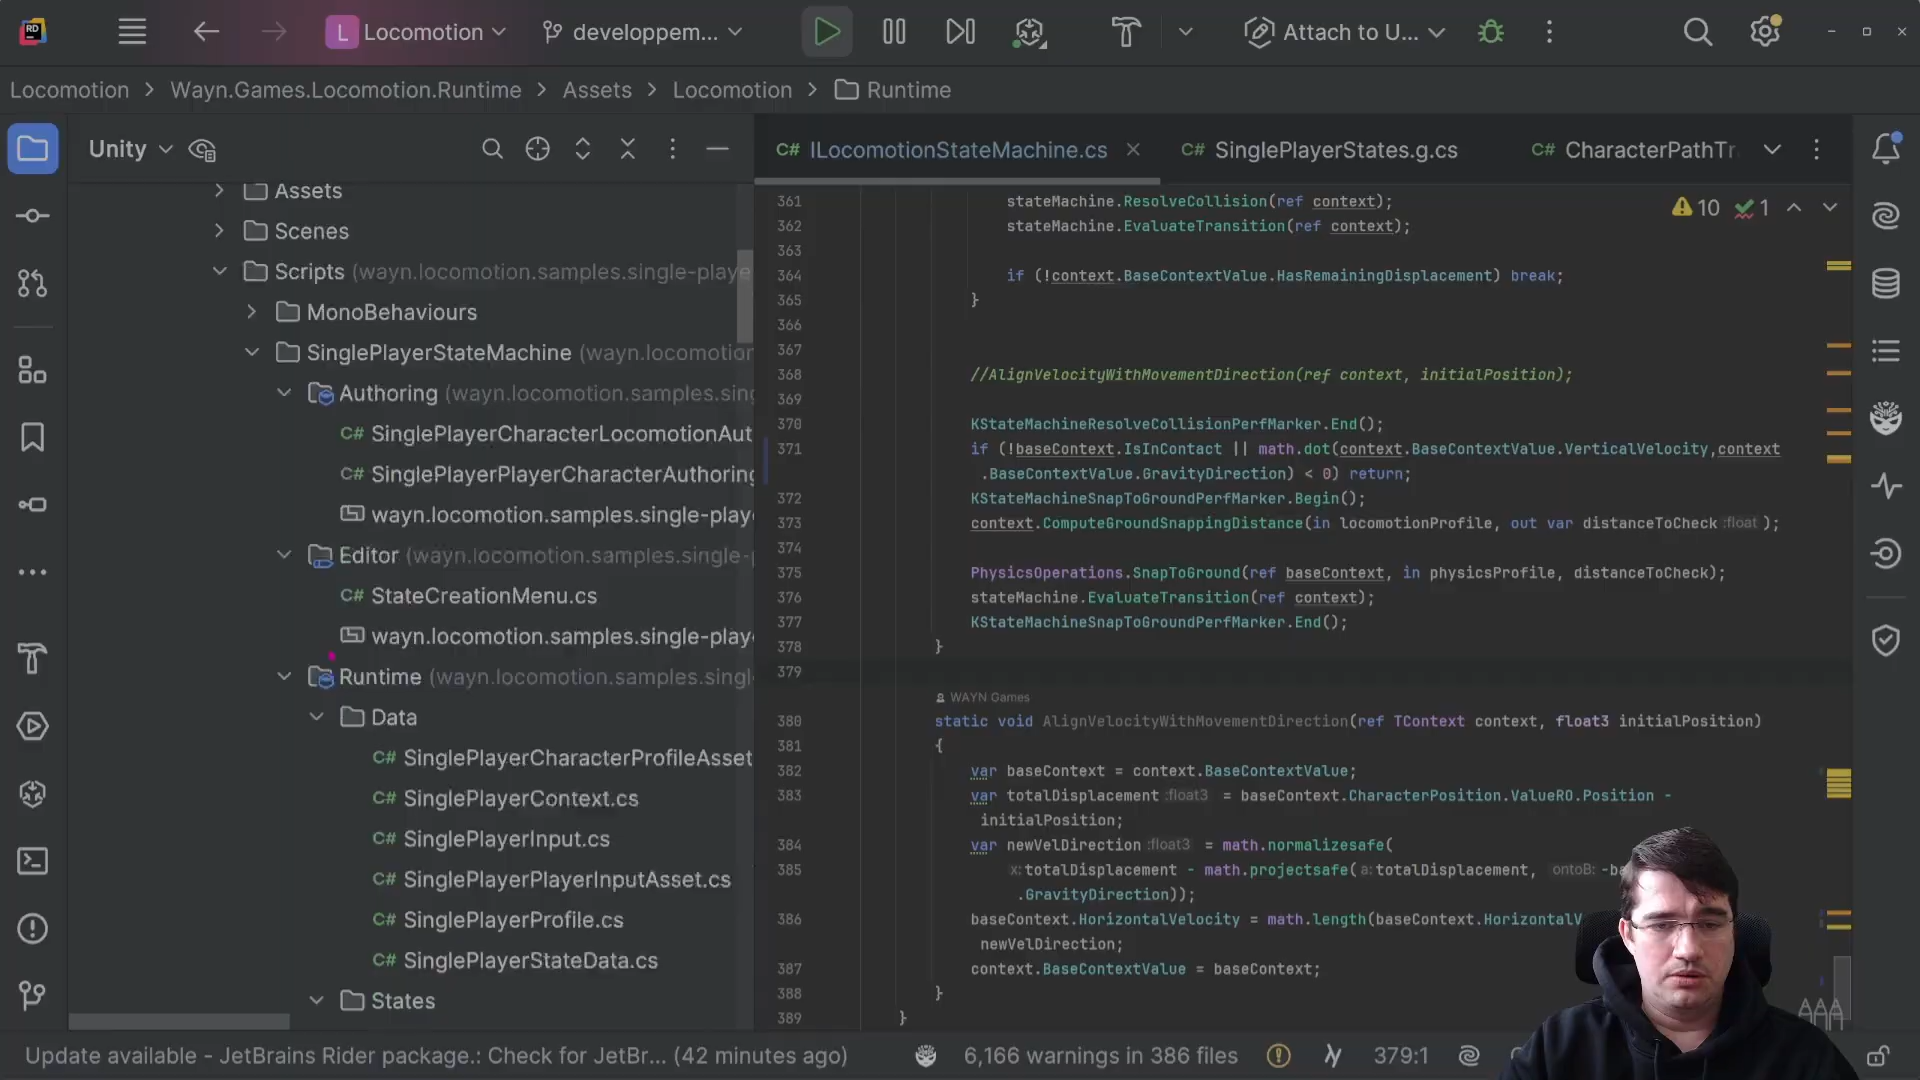 RD
L Locomotion
developpem...
Attach to U...
Locomotion > Wayn.Games.Locomotion.Runtime > Assets > Locomotion > Runtime
Unity
C# ILocomotionStateMachine.cs
C# SinglePlayerStates.g.cs
C# CharacterPathTr
Assets
Scenes
Scripts (wayn.locomotion.samples.single-playe
MonoBehaviours
SinglePlayerStateMachine (wayn.locomotior
Authoring (wayn.locomotion.samples.sing
C# SinglePlayerCharacterLocomotionAut
C# SinglePlayerPlayerCharacterAuthoring
wayn.locomotion.samples.single-playe
Editor (wayn.locomotion.samples.single-p
C# StateCreationMenu.cs
wayn.locomotion.samples.single-playe
Runtime (wayn.locomotion.samples.singl
Data
C# SinglePlayerCharacterProfileAsset
C# SinglePlayerContext.cs
C# SinglePlayerInput.cs
C# SinglePlayerPlayerInputAsset.cs
C# SinglePlayerProfile.cs
C# SinglePlayerStateData.cs
States
10 1
361 stateMachine.ResolveCollision(ref context);
362 stateMachine.EvaluateTransition(ref context);
363
364 if (!context.BaseContextValue.HasRemainingDisplacement) break;
365 }
366
367
368 //AlignVelocityWithMovementDirection(ref context, initialPosition);
369
370 KStateMachineResolveCollisionPerfMarker.End();
371 if (!baseContext.IsInContact || math.dot(context.BaseContextValue.VerticalVelocity,context
.BaseContextValue.GravityDirection) < 0) return;
372 KStateMachineSnapToGroundPerfMarker.Begin();
373 context.ComputeGroundSnappingDistance(in locomotionProfile, out var distanceToCheck :float );
374
375 PhysicsOperations.SnapToGround(ref baseContext, in physicsProfile, distanceToCheck);
376 stateMachine.EvaluateTransition(ref context);
377 KStateMachineSnapToGroundPerfMarker.End();
378 }
379
WAYN Games
380 static void AlignVelocityWithMovementDirection(ref TContext context, float3 initialPosition)
381 {
382 var baseContext = context.BaseContextValue;
383 var totalDisplacement :float3 = baseContext.CharacterPosition.ValueRO.Position -
initialPosition;
384 var newVelDirection :float3 = math.normalizesafe(
385 x: totalDisplacement - math.projectsafe( a: totalDisplacement, ontoB: -ba
.GravityDirection));
386 baseContext.HorizontalVelocity = math.length(baseContext.HorizontalV
newVelDirection;
387 context.BaseContextValue = baseContext;
388 }
389 }
Update available - JetBrains Rider package.: Check for JetBr... (42 minutes ago)
6,166 warnings in 386 files
379:1